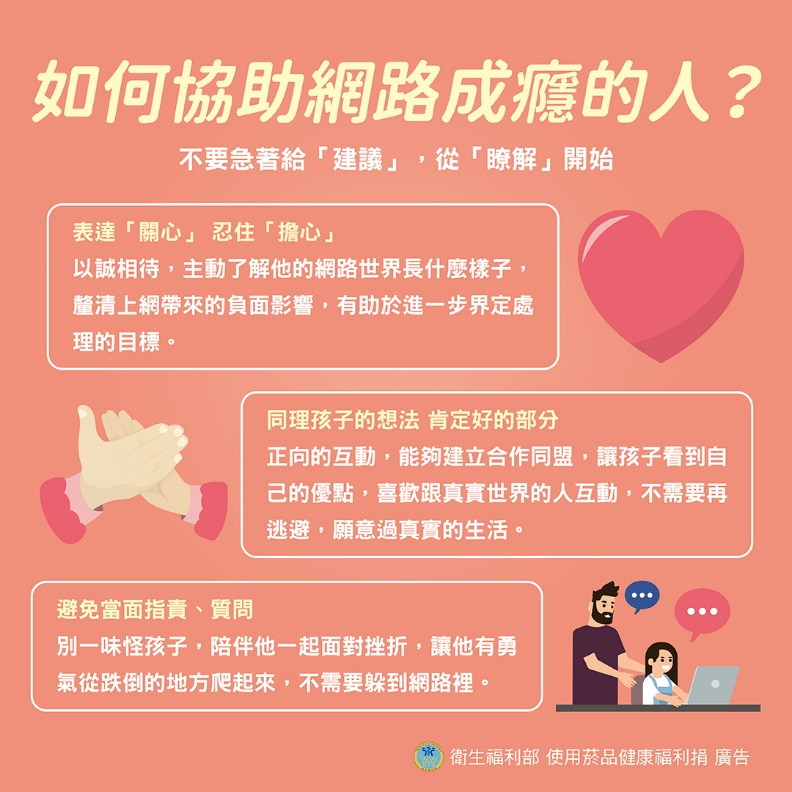 如何協助網路成癮的人？
不要急著給「建議」，從「瞭解」開始
表達「關心」 忍住「擔心」
以誠相待，主動了解他的網路世界長什麼樣子，
釐清上網帶來的負面影響，有助於進一步界定處
理的目標。
同理孩子的想法 肯定好的部分
正向的互動，能夠建立合作同盟，讓孩子看到自
己的優點，喜歡跟真實世界的人互動，不需要再
逃避，願意過真實的生活。
避免當面指責、質問
別一味怪孩子，陪伴他一起面對挫折，讓他有勇
氣從跌倒的地方爬起來，不需要躲到網路裡。
衛生福利部 使用菸品健康福利捐 廣告